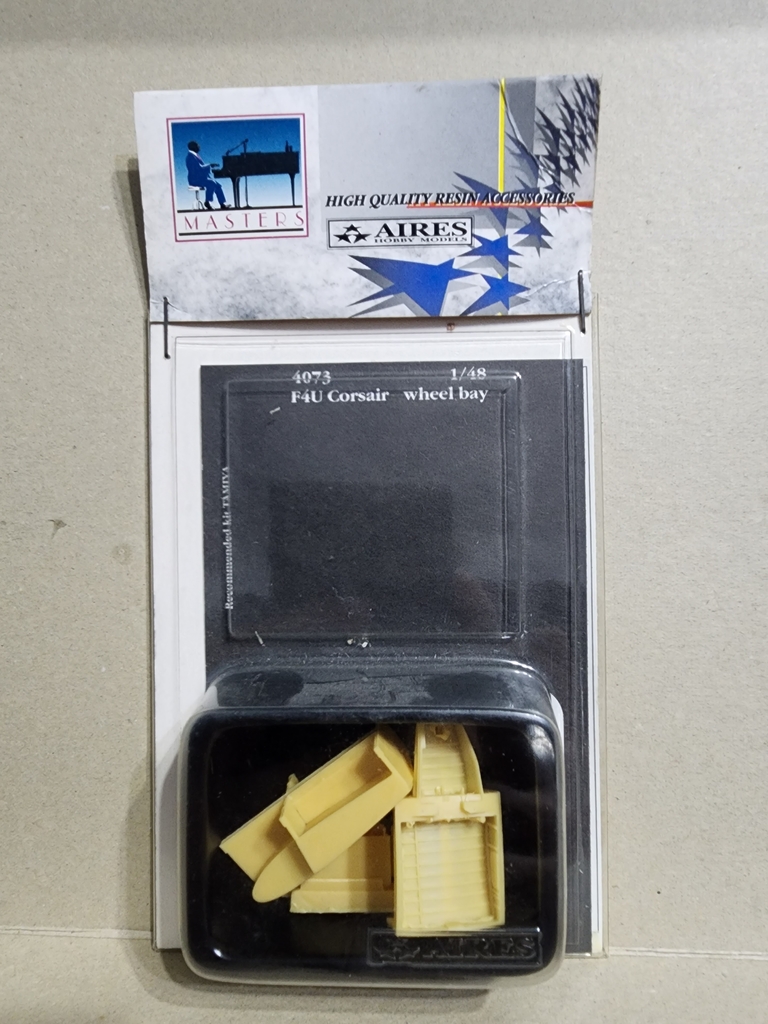 MASTERS
HIGH QUALITY RESIN ACCESSORIES
AIRES
HOBBY MODELS
4073 1/48
F4U Corsair wheel bay
Recommended kit TAMIYA
AIRES